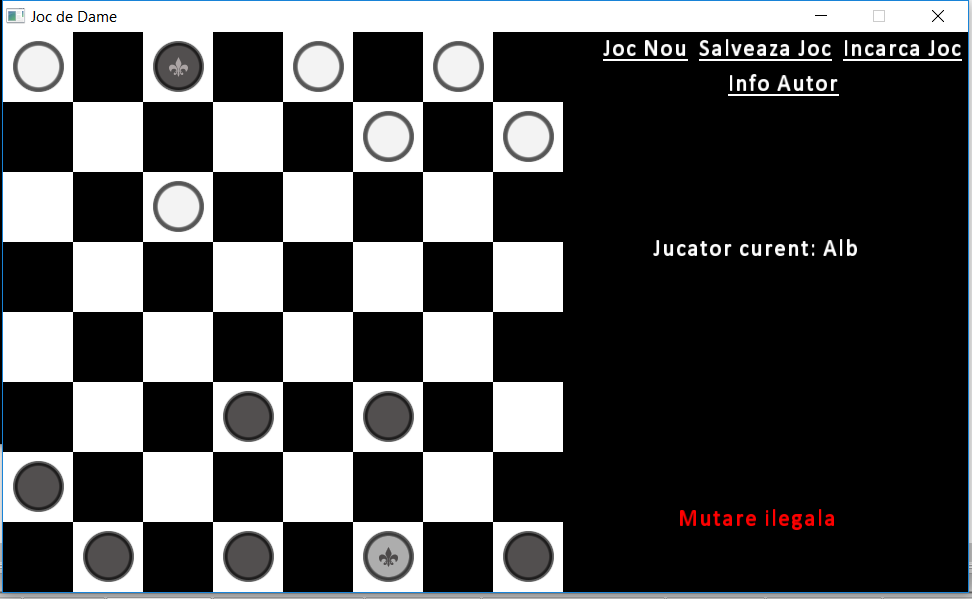 Joc de Dame
Joc Nou Salveaza Joc Incarca Joc
Info Autor
Jucator curent: Alb
Mutare ilegala